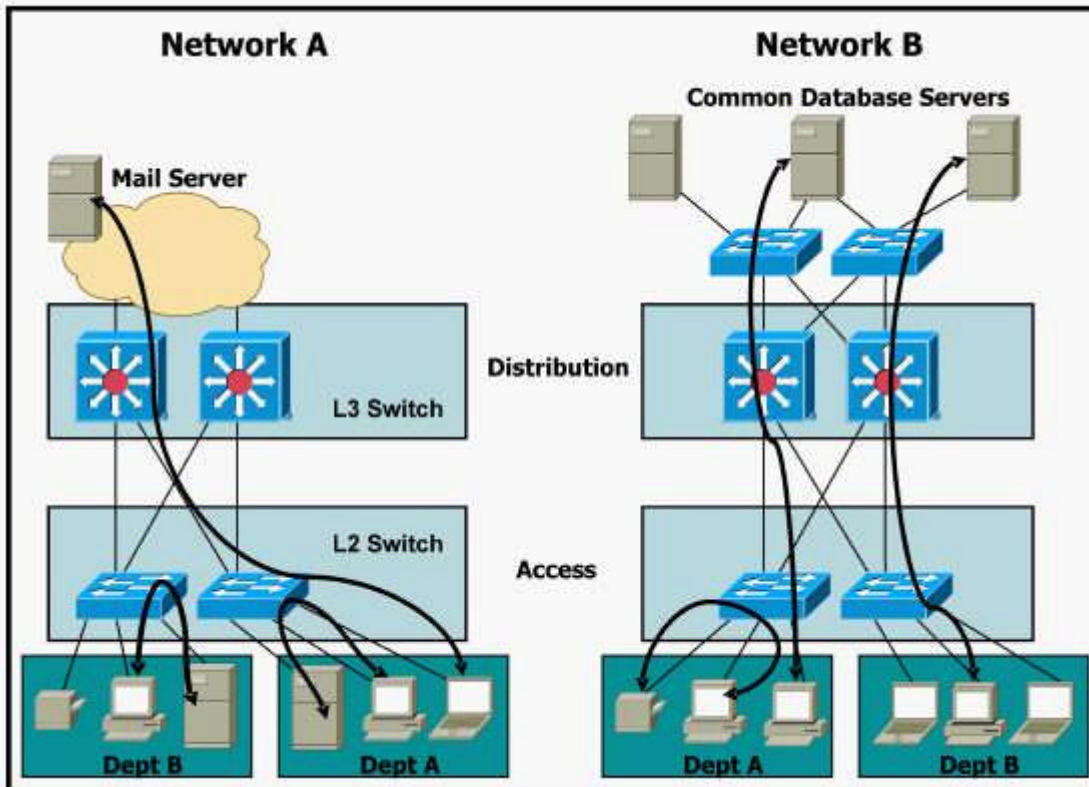 Network A
Network B
Common Database Servers
Mail Server
Distribution
L3 Switch
L2 Switch
Access
Dept B
Dept A
Dept A
Dept B